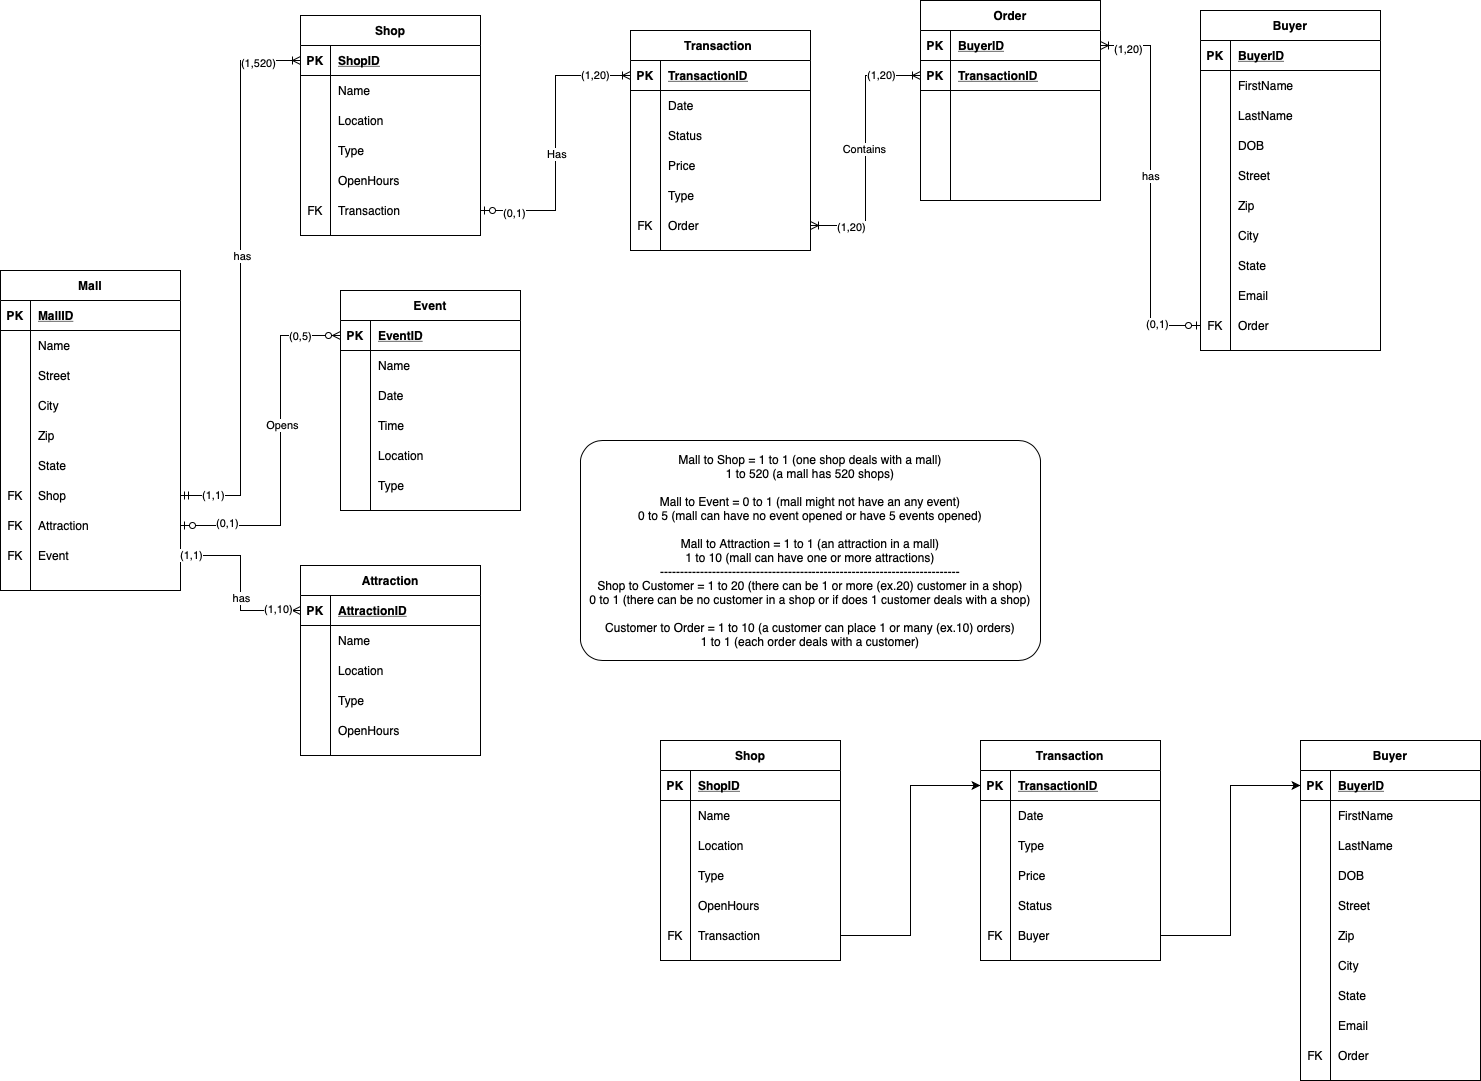 Shop
PK ShopID
Name
Location
Type
OpenHours
FK Transaction
(1,520)
has
(0,1)
Has
(1,20)
Transaction
PK TransactionID
Date
Status
Price
Type
FK Order
(1,20)
Contains
(1,20)
Order
PK BuyerID
PK TransactionID
(1,20)
has
(0,1)
Buyer
PK BuyerID
FirstName
LastName
DOB
Street
Zip
City
State
Email
FK Order
Mall
PK MallID
Name
Street
City
Zip
State
FK Shop
FK Attraction
FK Event
(1,1)
(0,1)
(1,1)
Opens
(0,5)
has
(1,10)
Event
PK EventID
Name
Date
Time
Location
Type
Attraction
PK AttractionID
Name
Location
Type
OpenHours
Mall to Shop = 1 to 1 (one shop deals with a mall)
1 to 520 (a mall has 520 shops)
Mall to Event = 0 to 1 (mall might not have an any event)
0 to 5 (mall can have no event opened or have 5 events opened)
Mall to Attraction = 1 to 1 (an attraction in a mall)
1 to 10 (mall can have one or more attractions)
---------------------------------------------------------------------------
Shop to Customer = 1 to 20 (there can be 1 or more (ex.20) customer in a shop)
0 to 1 (there can be no customer in a shop or if does 1 customer deals with a shop)
Customer to Order = 1 to 10 (a customer can place 1 or many (ex.10) orders)
1 to 1 (each order deals with a customer)
Shop
PK ShopID
Name
Location
Type
OpenHours
FK Transaction
Transaction
PK TransactionID
Date
Type
Price
Status
FK Buyer
Buyer
PK BuyerID
FirstName
LastName
DOB
Street
Zip
City
State
Email
FK Order